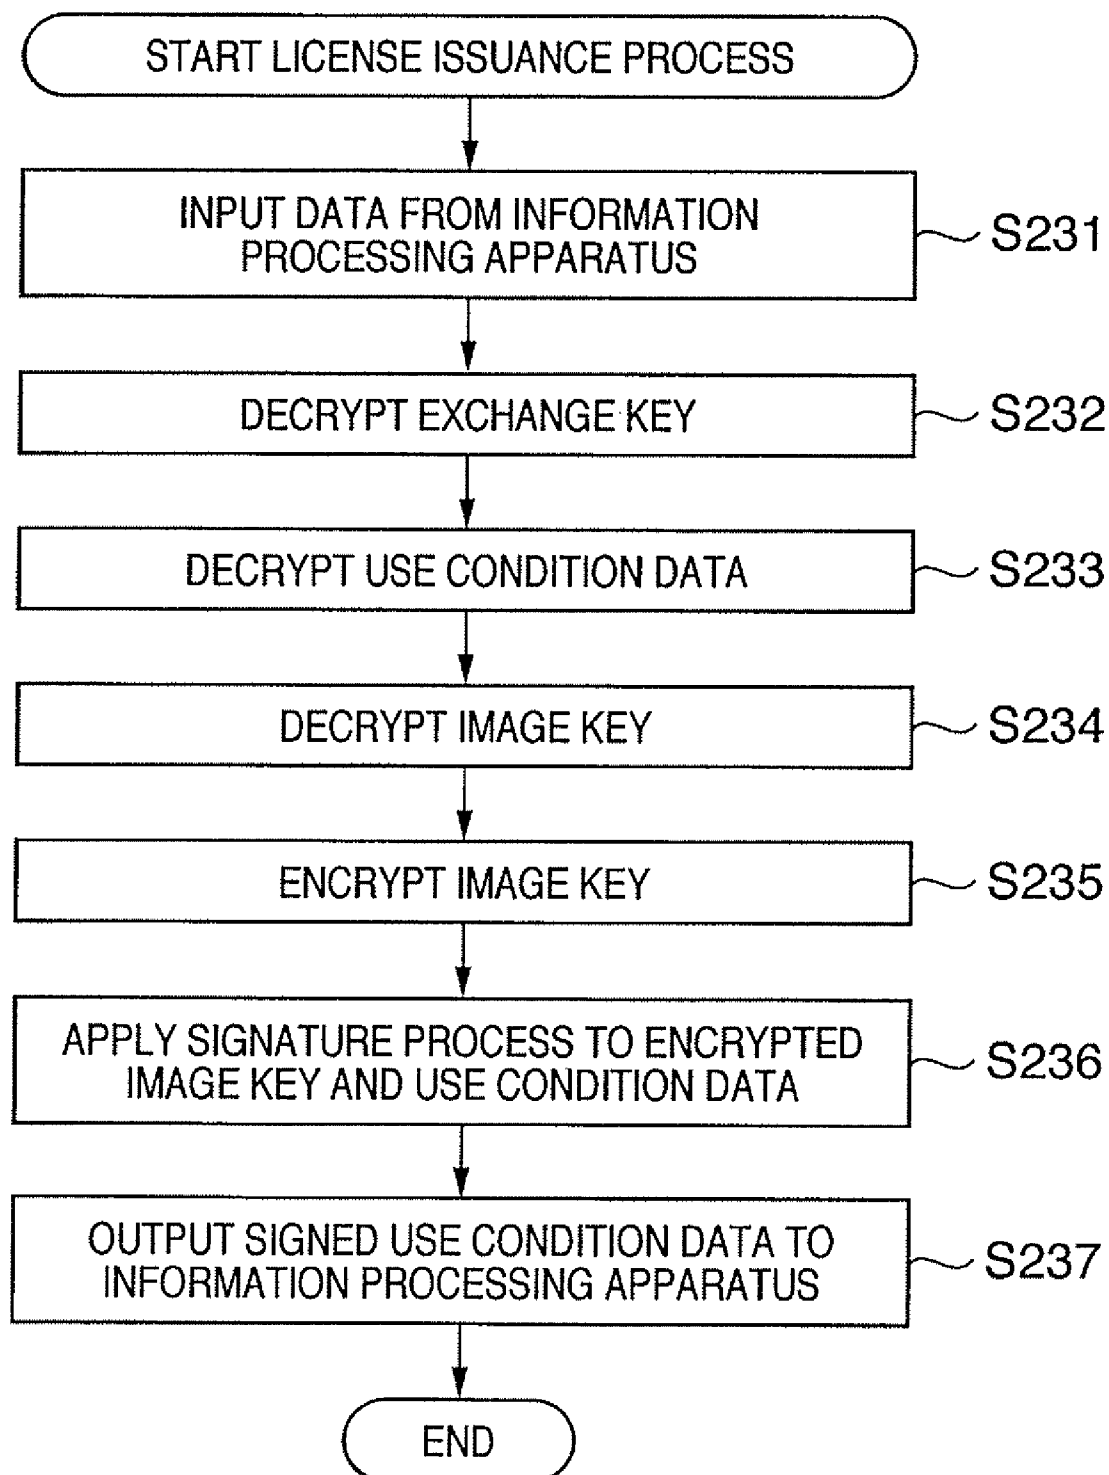 START LICENSE ISSUANCE PROCESS
INPUT DATA FROM INFORMATION
PROCESSING APPARATUS
S231
DECRYPT EXCHANGE KEY
S232
DECRYPT USE CONDITION DATA
S233
DECRYPT IMAGE KEY
S234
ENCRYPT IMAGE KEY
S235
APPLY SIGNATURE PROCESS TO ENCRYPTED
IMAGE KEY AND USE CONDITION DATA
S236
OUTPUT SIGNED USE CONDITION DATA TO
INFORMATION PROCESSING APPARATUS
S237
END